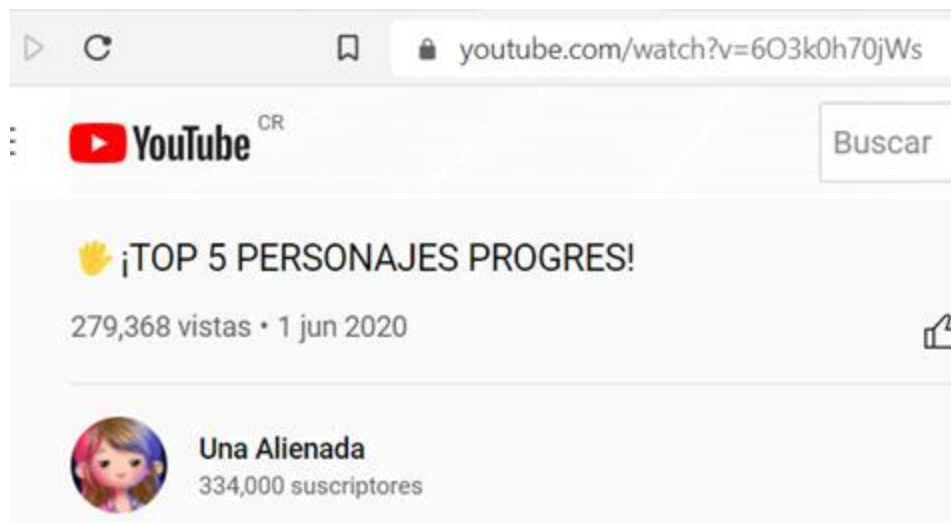 youtube.com/watch?v=6O3k0h70jWs
YouTube CR
Buscar
🖐¡TOP 5 PERSONAJES PROGRES!
279,368 vistas • 1 jun 2020
Una Alienada
334,000 suscriptores